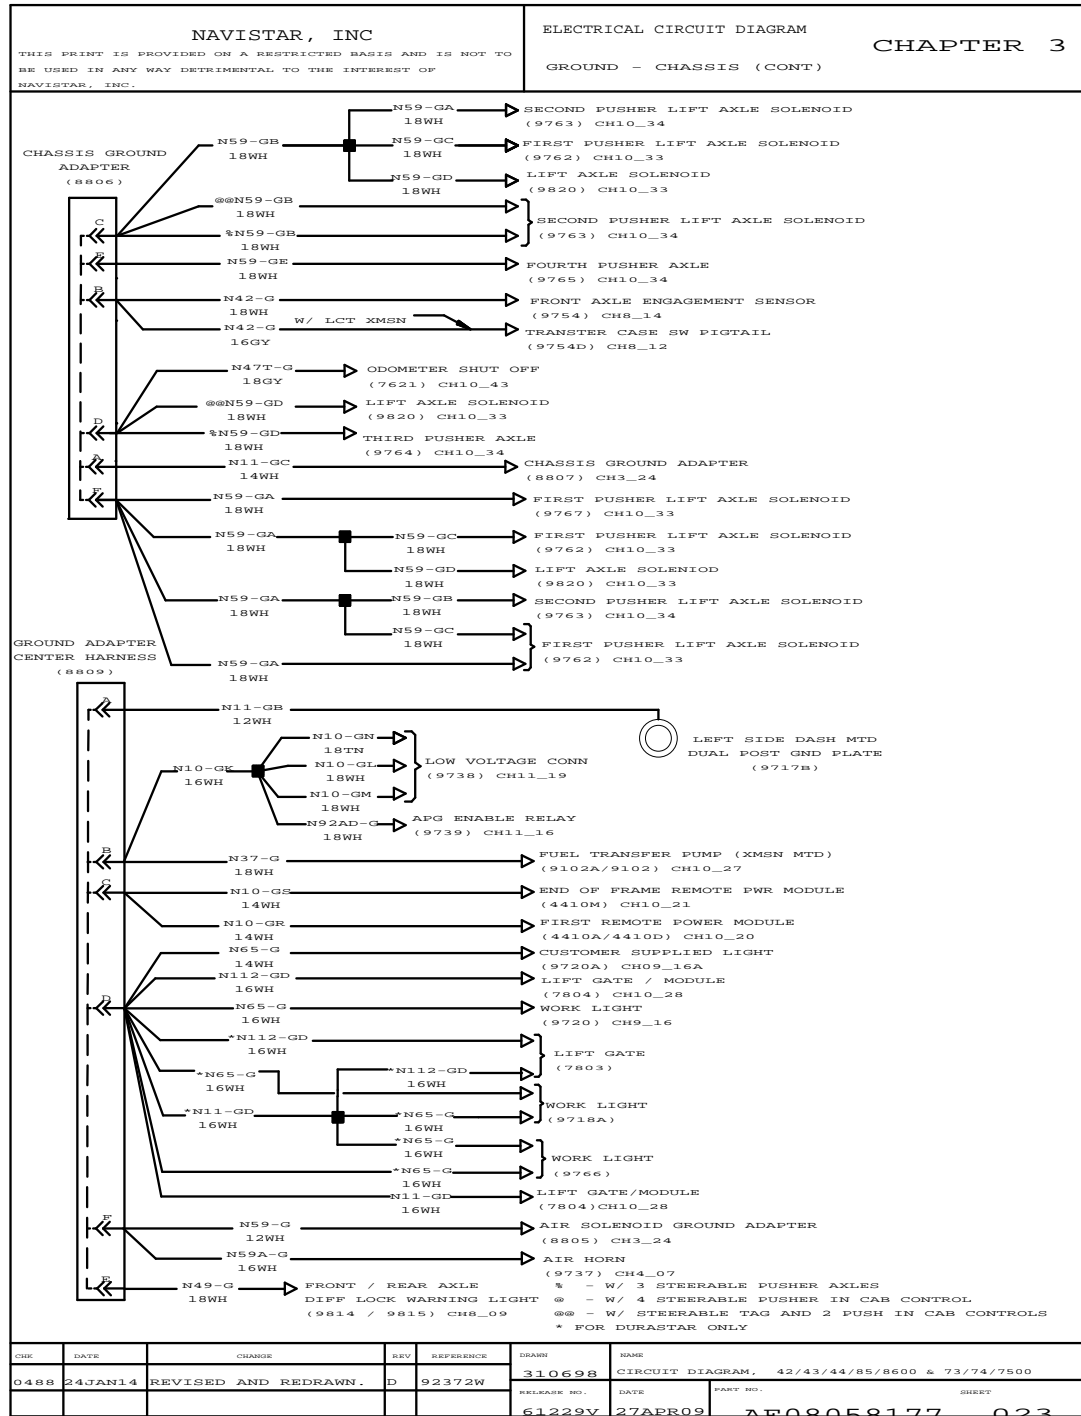 NAVISTAR, INC
THIS PRINT IS PROVIDED ON A RESTRICTED BASIS AND IS NOT TO
BE USED IN ANY WAY DETRIMENTAL TO THE INTEREST OF
NAVISTAR, INC.
ELECTRICAL CIRCUIT DIAGRAM
GROUND - CHASSIS (CONT)
CHAPTER 3
CHASSIS GROUND
ADAPTER
(8806)
N59-GB
18WH
N59-GA
18WH
SECOND PUSHER LIFT AXLE SOLENOID
(9763) CH10_34
N59-GC
18WH
FIRST PUSHER LIFT AXLE SOLENOID
(9762) CH10_33
N59-GD
18WH
LIFT AXLE SOLENOID
(9820) CH10_33
C
@@N59-GB
18WH
%N59-GB
18WH
SECOND PUSHER LIFT AXLE SOLENOID
(9763) CH10_34
E
N59-GE
18WH
FOURTH PUSHER AXLE
(9765) CH10_34
B
N42-G
18WH
FRONT AXLE ENGAGEMENT SENSOR
(9754) CH8_14
N42-G
16GY
W/ LCT XMSN
TRANSTER CASE SW PIGTAIL
(9754D) CH8_12
N47T-G
18GY
ODOMETER SHUT OFF
(7621) CH10_43
@@N59-GD
18WH
LIFT AXLE SOLENOID
(9820) CH10_33
D
%N59-GD
18WH
THIRD PUSHER AXLE
(9764) CH10_34
A
N11-GC
14WH
CHASSIS GROUND ADAPTER
(8807) CH3_24
F
N59-GA
18WH
FIRST PUSHER LIFT AXLE SOLENOID
(9767) CH10_33
N59-GA
18WH
N59-GC
18WH
FIRST PUSHER LIFT AXLE SOLENOID
(9762) CH10_33
N59-GD
18WH
LIFT AXLE SOLENIOD
(9820) CH10_33
N59-GA
18WH
N59-GB
18WH
SECOND PUSHER LIFT AXLE SOLENOID
(9763) CH10_34
N59-GC
18WH
FIRST PUSHER LIFT AXLE SOLENOID
(9762) CH10_33
N59-GA
18WH
GROUND ADAPTER
CENTER HARNESS
(8809)
A
N11-GB
12WH
LEFT SIDE DASH MTD
DUAL POST GND PLATE
(9717B)
N10-GK
16WH
N10-GN
18TN
N10-GL
18WH
N10-GM
18WH
LOW VOLTAGE CONN
(9738) CH11_19
N92AD-G
18WH
APG ENABLE RELAY
(9739) CH11_16
B
N37-G
18WH
FUEL TRANSFER PUMP (XMSN MTD)
(9102A/9102) CH10_27
C
N10-GS
14WH
END OF FRAME REMOTE PWR MODULE
(4410M) CH10_21
N10-GR
14WH
FIRST REMOTE POWER MODULE
(4410A/4410D) CH10_20
N65-G
14WH
CUSTOMER SUPPLIED LIGHT
(9720A) CH09_16A
N112-GD
16WH
LIFT GATE / MODULE
(7804) CH10_28
D
N65-G
16WH
WORK LIGHT
(9720) CH9_16
*N112-GD
16WH
LIFT GATE
(7803)
*N65-G
16WH
*N112-GD
16WH
*N11-GD
16WH
*N65-G
16WH
WORK LIGHT
(9718A)
*N65-G
16WH
*N65-G
16WH
WORK LIGHT
(9766)
N11-GD
16WH
LIFT GATE/MODULE
(7804)CH10_28
F
N59-G
12WH
AIR SOLENOID GROUND ADAPTER
(8805) CH3_24
N59A-G
16WH
AIR HORN
(9737) CH4_07
E
N49-G
18WH
FRONT / REAR AXLE
DIFF LOCK WARNING LIGHT
(9814 / 9815) CH8_09
% - W/ 3 STEERABLE PUSHER AXLES
@ - W/ 4 STEERABLE PUSHER IN CAB CONTROL
@@ - W/ STEERABLE TAG AND 2 PUSH IN CAB CONTROLS
* FOR DURASTAR ONLY
CHK DATE CHANGE REV REFERENCE
0488 24JAN14 REVISED AND REDRAWN. D 92372W
DRAWN
310698
NAME
CIRCUIT DIAGRAM, 42/43/44/85/8600 & 73/74/7500
RELEASE NO.
61229V
DATE
27APR09
PART NO.
AF08058177
SHEET
023